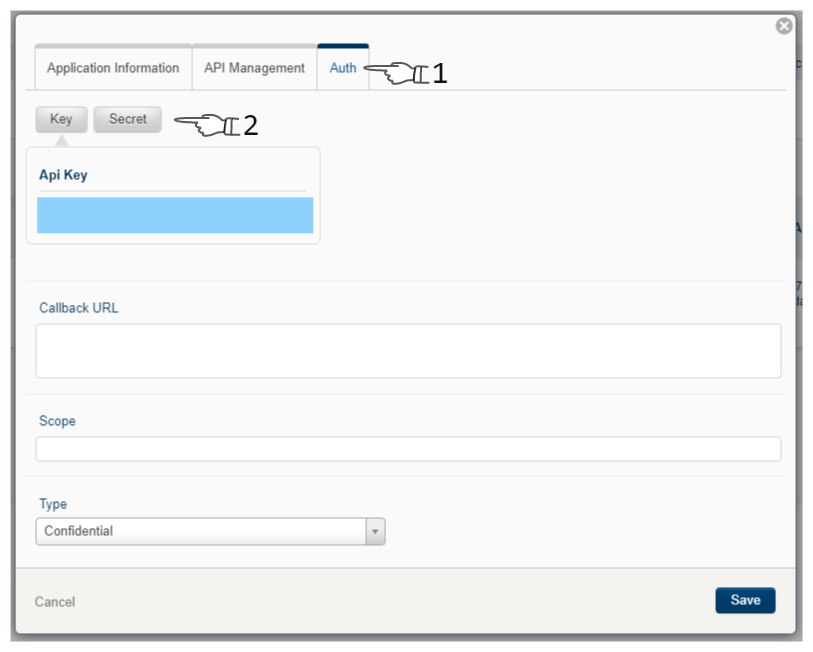 Application Information API Management Auth 1
Key Secret 2
Api Key
Callback URL
Scope
Type
Confidential
Cancel Save